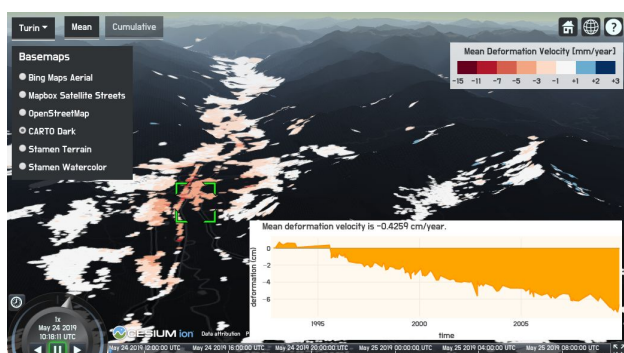 Turin
Mean
Cumulative
?
Basemaps
Bing Maps Aerial
Mapbox Satellite Streets
OpenStreetMap
CARTO Dark
Stamen Terrain
Stamen Watercolor
Mean Deformation Velocity [mm/year]
-15 -11 -7 -5 -3 -1 +1 +2 +3
Mean deformation velocity is -0.4259 cm/year.
deformation (cm)
0
-2
-4
-6
1995 2000 2005
time
1x
May 24 2019
10:18:11 UTC
CESIUM ion Data attribution
May 24 2019 12:00:00 UTC May 24 2019 16:00:00 UTC May 24 2019 20:00:00 UTC May 25 2019 00:00:00 UTC May 25 2019 04:00:00 UTC May 25 2019 08:00:00 UTC